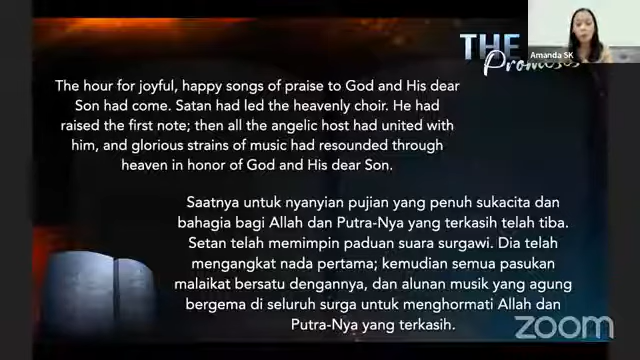 THE
Promises
Amanda SK
The hour for joyful, happy songs of praise to God and His dear
Son had come. Satan had led the heavenly choir. He had
raised the first note; then all the angelic host had united with
him, and glorious strains of music had resounded through
heaven in honor of God and His dear Son.
Saatnya untuk nyanyian pujian yang penuh sukacita dan
bahagia bagi Allah dan Putra-Nya yang terkasih telah tiba.
Setan telah memimpin paduan suara surgawi. Dia telah
mengangkat nada pertama; kemudian semua pasukan
malaikat bersatu dengannya, dan alunan musik yang agung
bergema di seluruh surga untuk menghormati Allah dan
Putra-Nya yang terkasih.
zoom